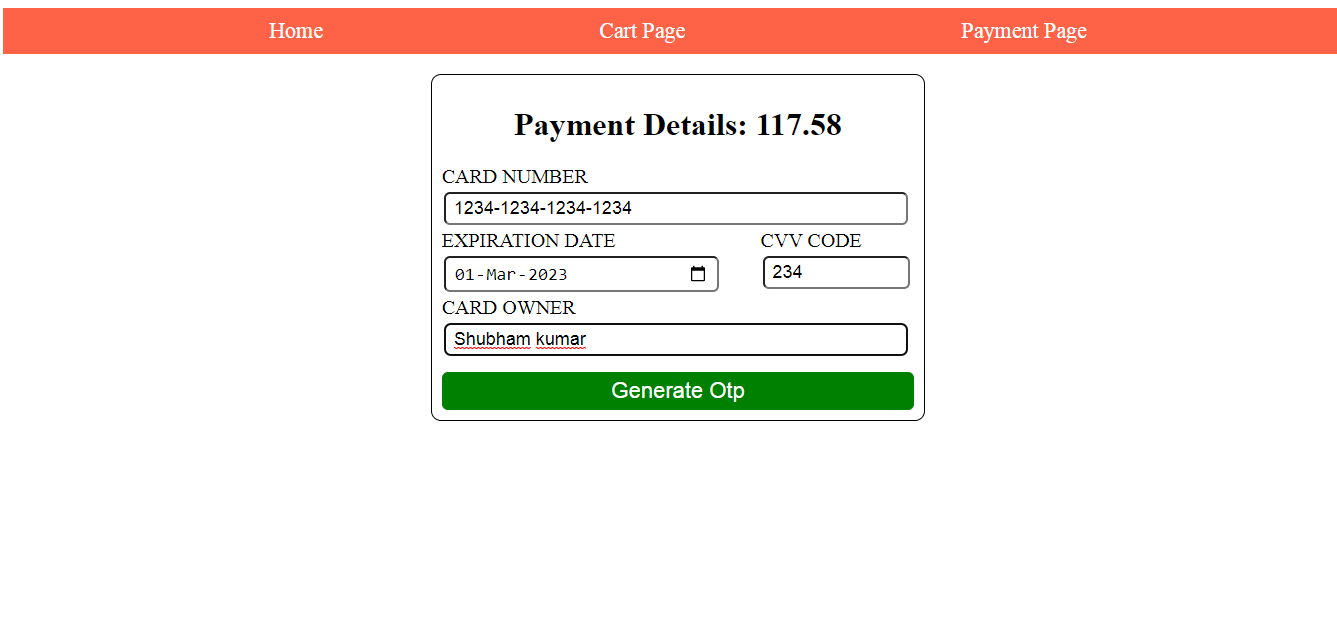 Home Cart Page Payment Page
Payment Details: 117.58
CARD NUMBER
1234-1234-1234-1234
EXPIRATION DATE CVV CODE
01-Mar-2023 234
CARD OWNER
Shubham kumar
Generate Otp